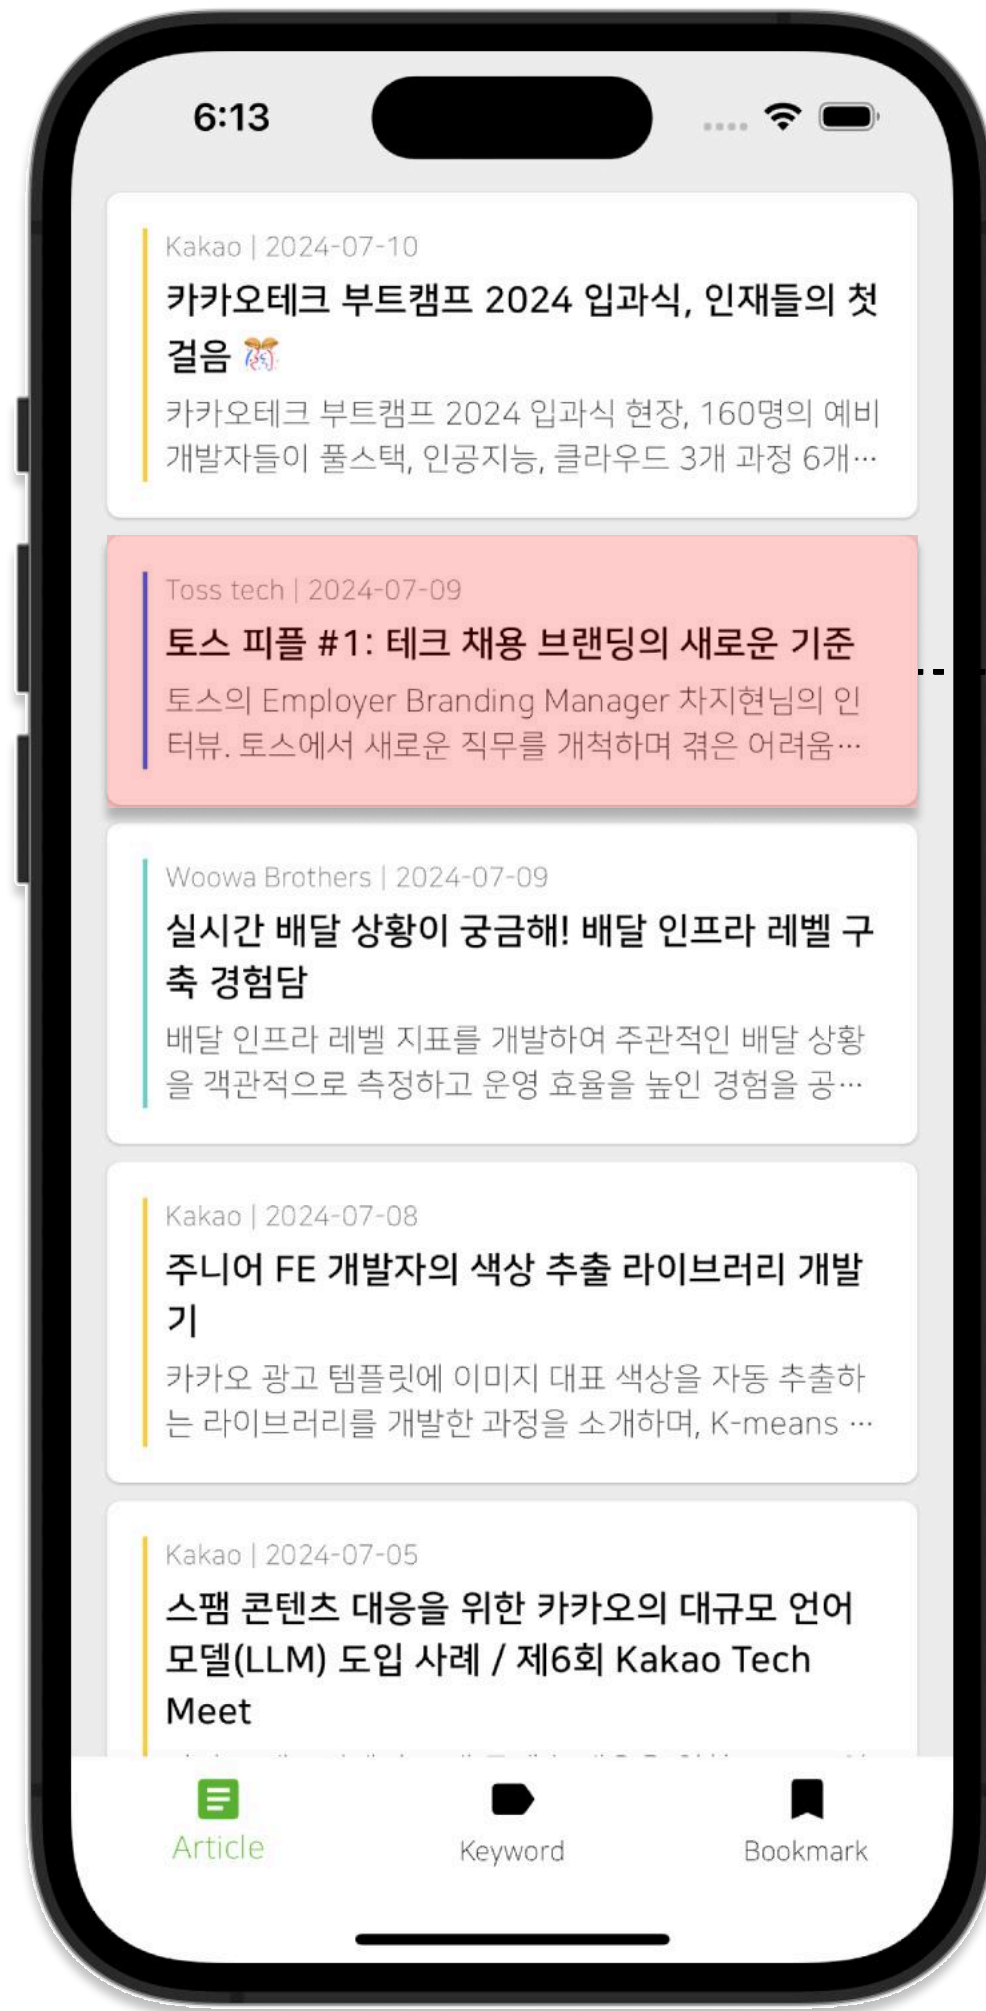 6:13
Kakao | 2024-07-10
카카오테크 부트캠프 2024 입과식, 인재들의 첫
걸음 🎊
카카오테크 부트캠프 2024 입과식 현장, 160명의 예비
개발자들이 풀스택, 인공지능, 클라우드 3개 과정 6개…
Toss tech | 2024-07-09
토스 피플 #1: 테크 채용 브랜딩의 새로운 기준
토스의 Employer Branding Manager 차지현님의 인
터뷰. 토스에서 새로운 직무를 개척하며 겪은 어려움…
Woowa Brothers | 2024-07-09
실시간 배달 상황이 궁금해! 배달 인프라 레벨 구
축 경험담
배달 인프라 레벨 지표를 개발하여 주관적인 배달 상황
을 객관적으로 측정하고 운영 효율을 높인 경험을 공…
Kakao | 2024-07-08
주니어 FE 개발자의 색상 추출 라이브러리 개발
기
카카오 광고 템플릿에 이미지 대표 색상을 자동 추출하
는 라이브러리를 개발한 과정을 소개하며, K-means …
Kakao | 2024-07-05
스팸 콘텐츠 대응을 위한 카카오의 대규모 언어
모델(LLM) 도입 사례 / 제6회 Kakao Tech
Meet
Article
Keyword
Bookmark